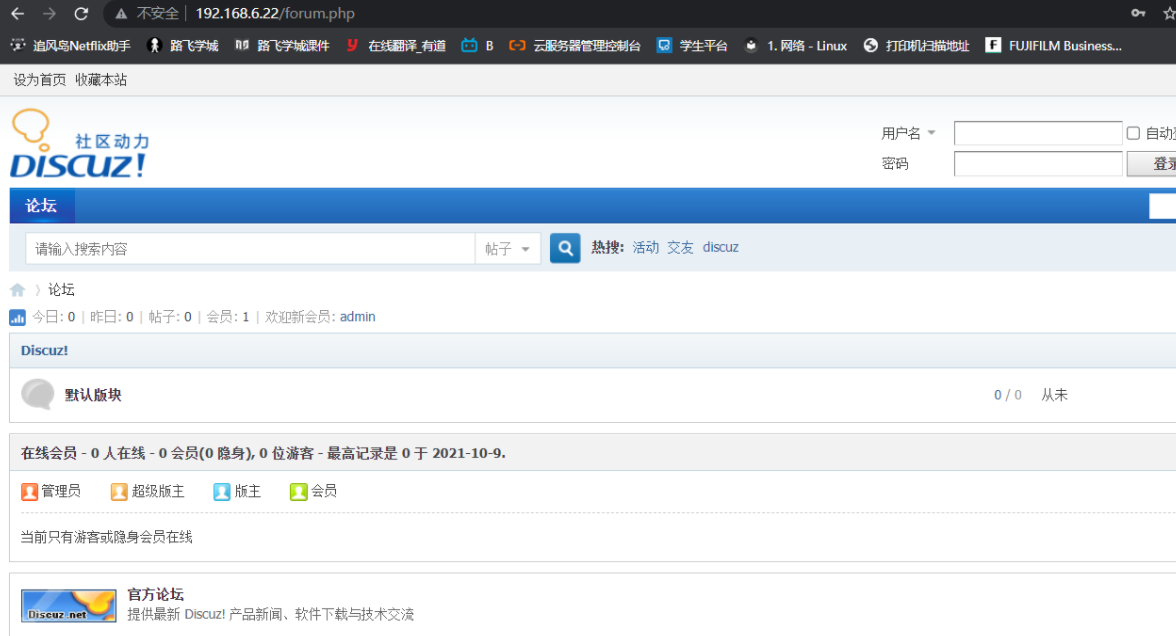 不安全 192.168.6.22/forum.php
追风岛Netflix助手 路飞学城 路飞学城课件 在线翻译_有道 B 云服务器管理控制台 学生平台 1. 网络 - Linux 打印机扫描地址 FUJIFILM Business...
设为首页 收藏本站
社区动力
DISCUZ!
用户名 自动
密码 登录
论坛
请输入搜索内容 帖子 热搜: 活动 交友 discuz
论坛
今日: 0 | 昨日: 0 | 帖子: 0 | 会员: 1 | 欢迎新会员: admin
Discuz!
默认版块 0 / 0 从未
在线会员 - 0 人在线 - 0 会员(0 隐身), 0 位游客 - 最高记录是 0 于 2021-10-9.
管理员 超级版主 版主 会员
当前只有游客或隐身会员在线
Discuz.net
官方论坛
提供最新 Discuz! 产品新闻、软件下载与技术交流